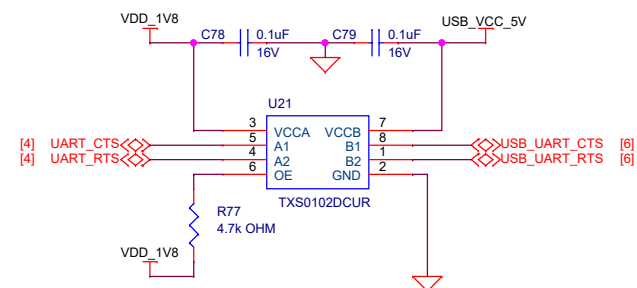 VDD_1V8
C78
0.1uF
16V
C79
0.1uF
16V
USB_VCC_5V
U21
3
VCCA
VCCB
7
[4]
UART_CTS
5
A1
B1
8
USB_UART_CTS
[6]
[4]
UART_RTS
4
A2
B2
1
USB_UART_RTS
[6]
6
OE
GND
2
TXS0102DCUR
R77
4.7k OHM
VDD_1V8